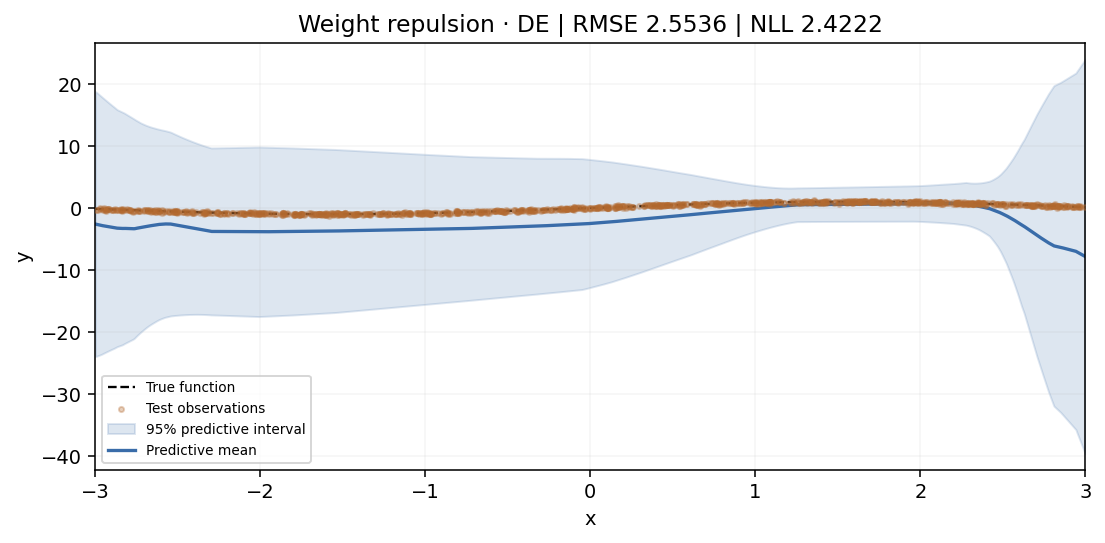 Weight repulsion · DE | RMSE 2.5536 | NLL 2.4222
20
10
0
−10
−20
−30
−40
y
True function
Test observations
95% predictive interval
Predictive mean
−3
−2
−1
0
1
2
3
x